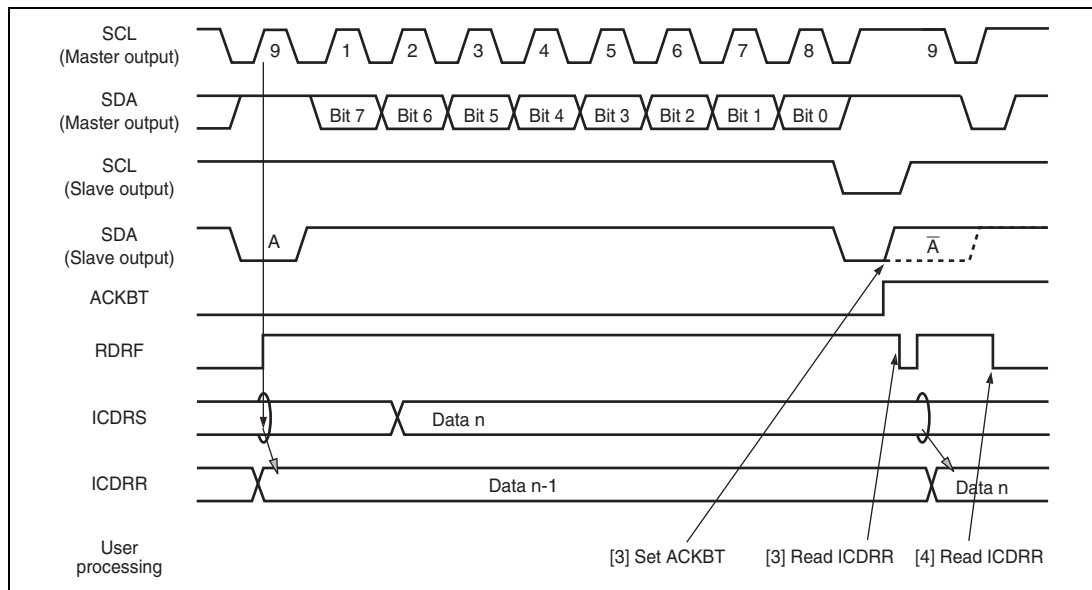 SCL
(Master output)
9 1 2 3 4 5 6 7 8 9
SDA
(Master output)
Bit 7 Bit 6 Bit 5 Bit 4 Bit 3 Bit 2 Bit 1 Bit 0
SCL
(Slave output)
SDA
(Slave output)
A A̅
ACKBT
RDRF
ICDRS
Data n
ICDRR
Data n-1 Data n
User
processing
[3] Set ACKBT [3] Read ICDRR [4] Read ICDRR